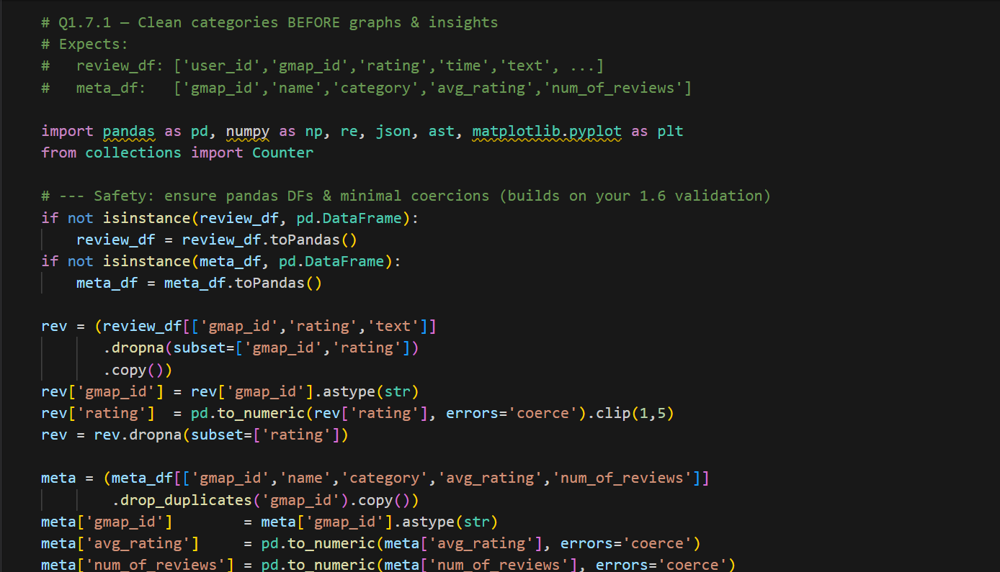 # Q1.7.1 — Clean categories BEFORE graphs & insights
# Expects:
#   review_df: ['user_id','gmap_id','rating','time','text', ...]
#   meta_df:   ['gmap_id','name','category','avg_rating','num_of_reviews']
import pandas as pd, numpy as np, re, json, ast, matplotlib.pyplot as plt
from collections import Counter
# --- Safety: ensure pandas DFs & minimal coercions (builds on your 1.6 validation)
if not isinstance(review_df, pd.DataFrame):
    review_df = review_df.toPandas()
if not isinstance(meta_df, pd.DataFrame):
    meta_df = meta_df.toPandas()
rev = (review_df[['gmap_id','rating','text']]
       .dropna(subset=['gmap_id','rating'])
       .copy())
rev['gmap_id'] = rev['gmap_id'].astype(str)
rev['rating']  = pd.to_numeric(rev['rating'], errors='coerce').clip(1,5)
rev = rev.dropna(subset=['rating'])
meta = (meta_df[['gmap_id','name','category','avg_rating','num_of_reviews']]
        .drop_duplicates('gmap_id').copy())
meta['gmap_id']        = meta['gmap_id'].astype(str)
meta['avg_rating']     = pd.to_numeric(meta['avg_rating'], errors='coerce')
meta['num_of_reviews'] = pd.to_numeric(meta['num_of_reviews'], errors='coerce')